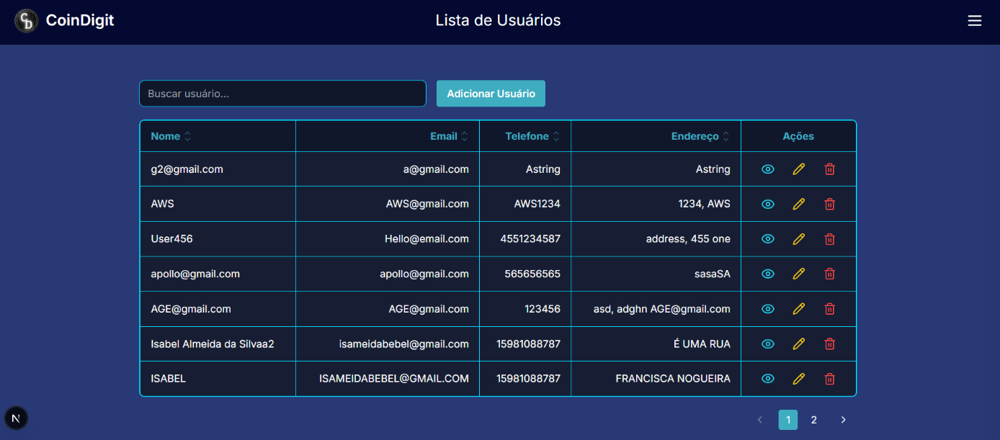 CD CoinDigit Lista de Usuários
Buscar usuário... Adicionar Usuário
Nome Email Telefone Endereço Ações
g2@gmail.com a@gmail.com Astring Astring
AWS AWS@gmail.com AWS1234 1234, AWS
User456 Hello@email.com 4551234587 address, 455 one
apollo@gmail.com apollo@gmail.com 565656565 sasaSA
AGE@gmail.com AGE@gmail.com 123456 asd, adghn AGE@gmail.com
Isabel Almeida da Silvaa2 isameidabebel@gmail.com 15981088787 É UMA RUA
ISABEL ISAMEIDABEBEL@GMAIL.COM 15981088787 FRANCISCA NOGUEIRA
N
1 2